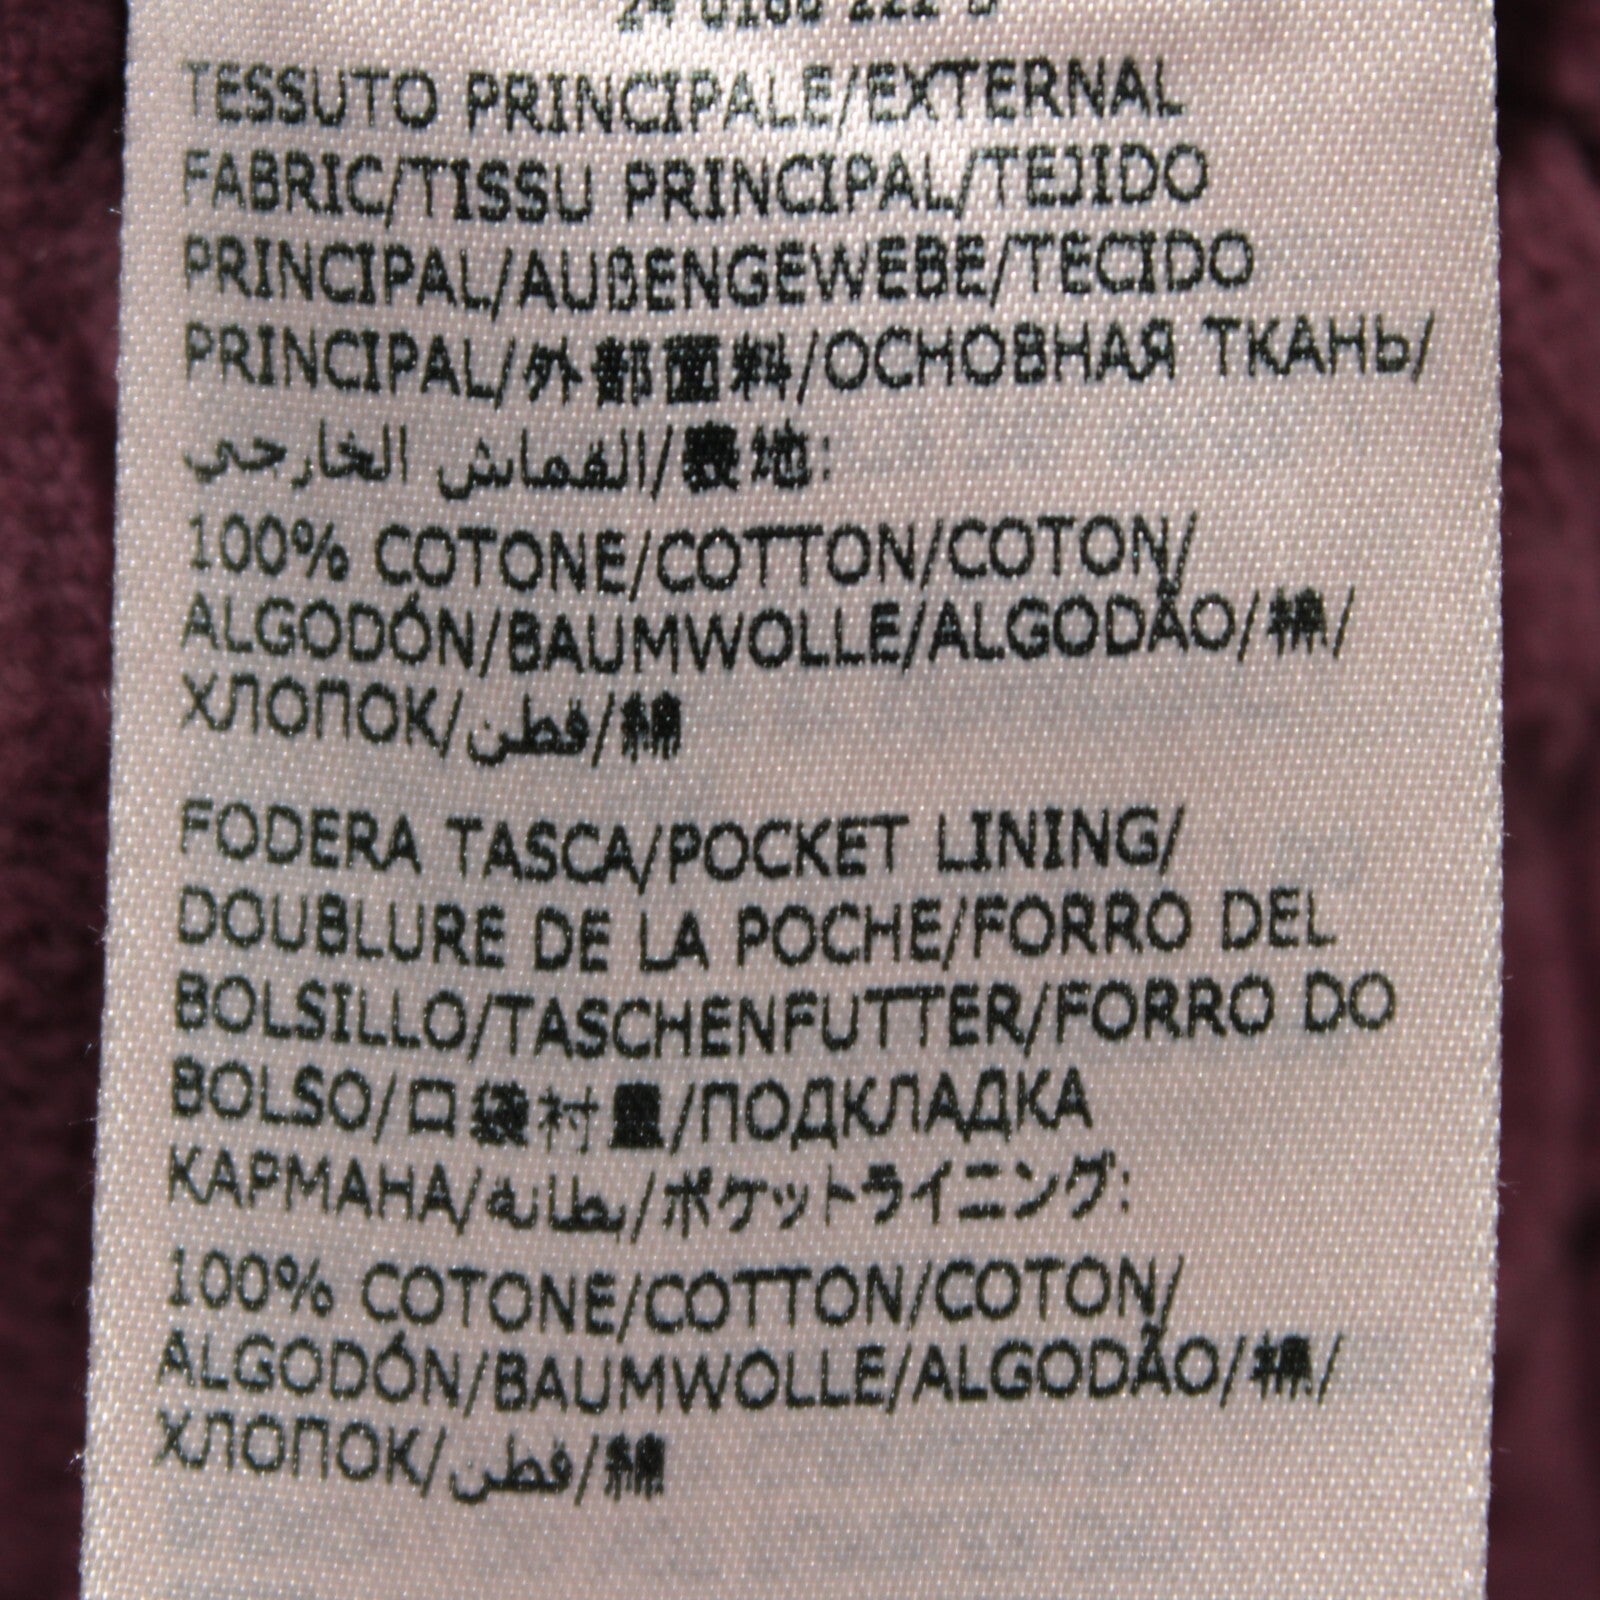 TESSUTO PRINCIPALE/EXTERNAL
FABRIC/TISSU PRINCIPAL/TEJIDO
PRINCIPAL/AUßENGEWEBE/TECIDO
PRINCIPAL/外部面料/ОСНОВНАЯ ТКАНЬ/
القماش الخارجي/表地:
100% COTONE/COTTON/COTON/
ALGODÓN/BAUMWOLLE/ALGODÃO/棉/
ХЛОПОК/قطن/綿
FODERA TASCA/POCKET LINING/
DOUBLURE DE LA POCHE/FORRO DEL
BOLSILLO/TASCHENFUTTER/FORRO DO
BOLSO/口袋衬里/ПОДКЛАДКА
КАРМАНА/بطانة/ポケットライニング:
100% COTONE/COTTON/COTON/
ALGODÓN/BAUMWOLLE/ALGODÃO/棉/
ХЛОПОК/قطن/綿